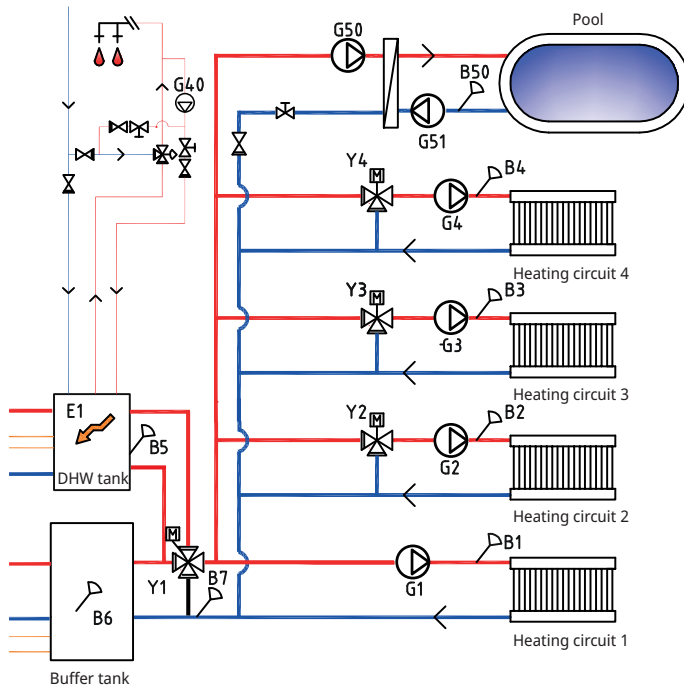 Pool
G50
B50
G40
G51
Y4
M
B4
G4
Heating circuit 4
Y3
M
B3
-G3
Heating circuit 3
Y2
M
B2
G2
Heating circuit 2
E1
B5
DHW tank
M
Y1
B7
B1
G1
B6
Heating circuit 1
Buffer tank